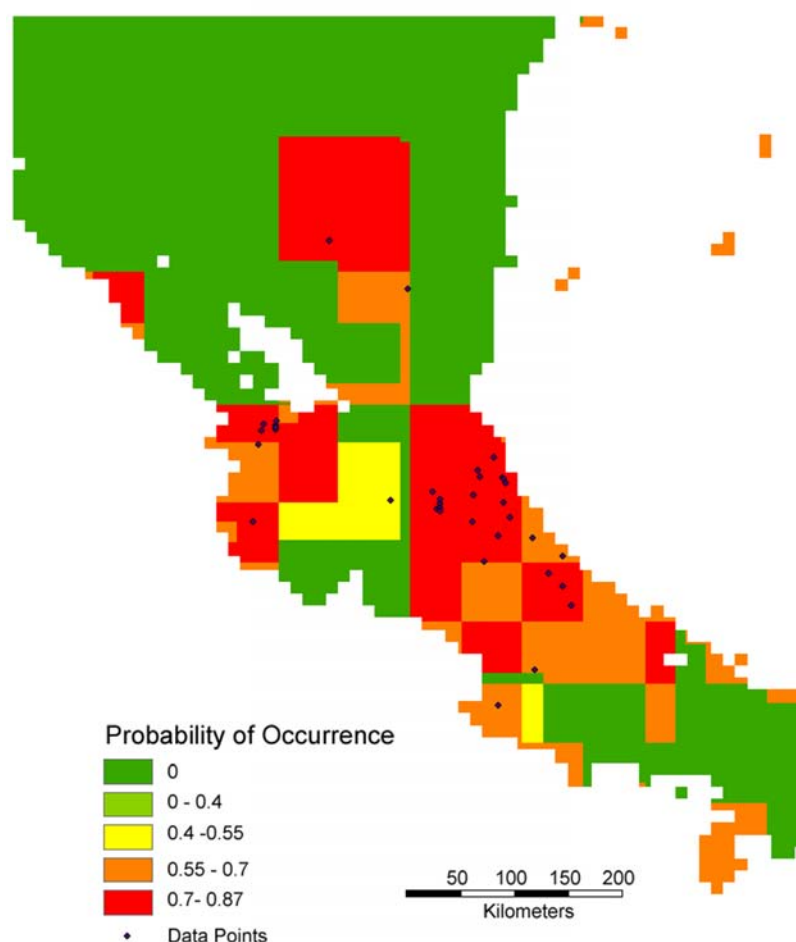 Probability of Occurrence
0
0 - 0.4
0.4 -0.55
0.55 - 0.7
0.7- 0.87
Data Points
50 100 150 200
Kilometers